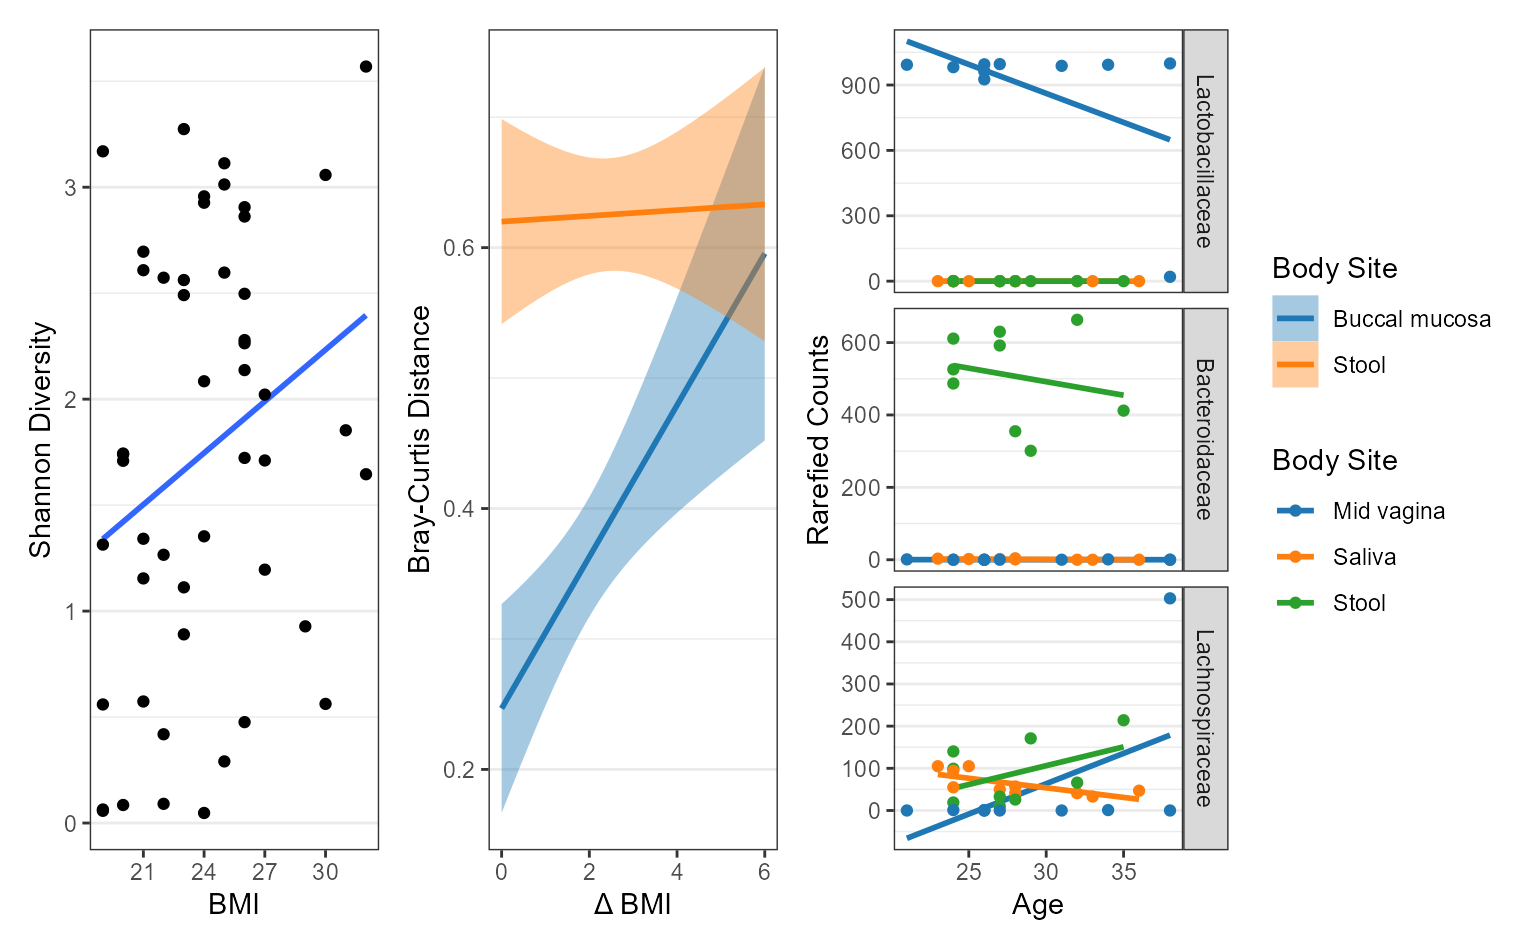 Shannon Diversity
3
2
1
0
21 24 27 30
BMI
Bray-Curtis Distance
0.6
0.4
0.2
0 2 4 6
Δ BMI
Rarefied Counts
900
600
300
0
Lactobacillaceae
600
400
200
0
Bacteroidaceae
500
400
300
200
100
0
Lachnospiraceae
25 30 35
Age
Body Site
Buccal mucosa
Stool
Body Site
Mid vagina
Saliva
Stool